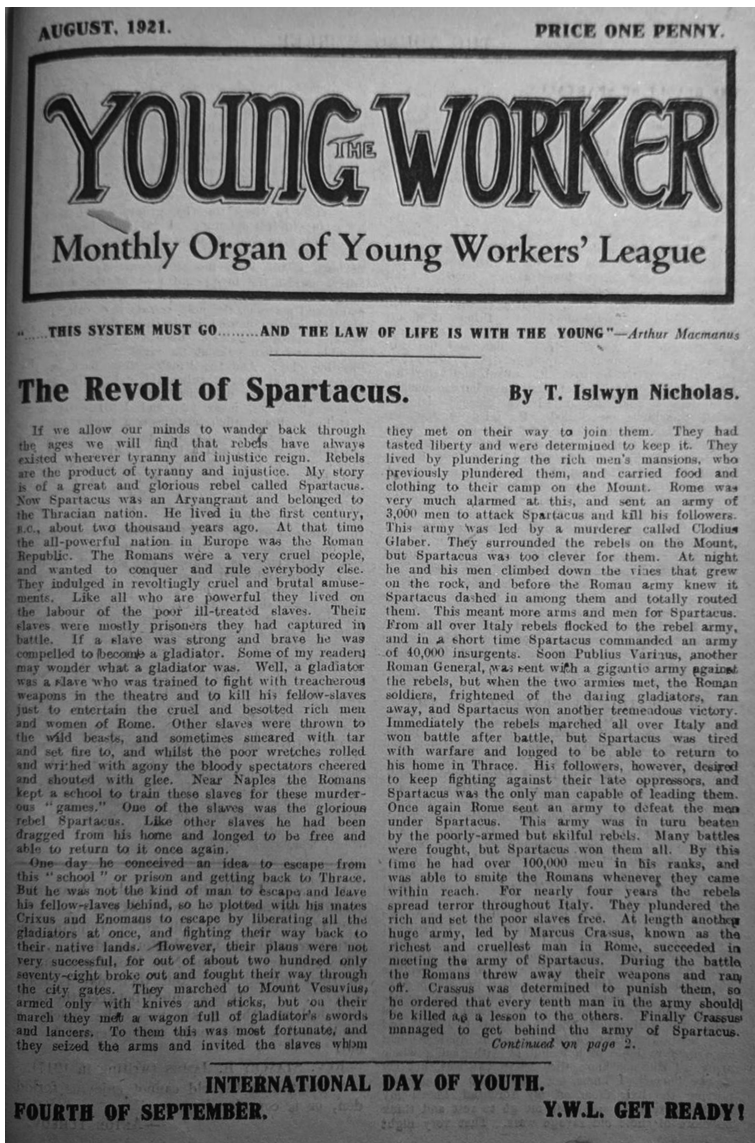 AUGUST, 1921.
PRICE ONE PENNY.
THE YOUNG WORKER
Monthly Organ of Young Workers' League
"......THIS SYSTEM MUST GO.........AND THE LAW OF LIFE IS WITH THE YOUNG"—Arthur Macmanus
The Revolt of Spartacus.
By T. Islwyn Nicholas.
If we allow our minds to wander back through
the ages we will find that rebels have always
existed wherever tyranny and injustice reign. Rebels
are the product of tyranny and injustice. My story
is of a great and glorious rebel called Spartacus.
Now Spartacus was an Aryangrant and belonged to
the Thracian nation. He lived in the first century,
B.C., about two thousand years ago. At that time
the all-powerful nation in Europe was the Roman
Republic. The Romans were a very cruel people,
and wanted to conquer and rule everybody else.
They indulged in revoltingly cruel and brutal amuse-
ments. Like all who are powerful they lived on
the labour of the poor ill-treated slaves. Their
slaves were mostly prisoners they had captured in
battle. If a slave was strong and brave he was
compelled to become a gladiator. Some of my readers
may wonder what a gladiator was. Well, a gladiator
was a slave who was trained to fight with treacherous
weapons in the theatre and to kill his fellow-slaves
just to entertain the cruel and besotted rich men
and women of Rome. Other slaves were thrown to
the wild beasts, and sometimes smeared with tar
and set fire to, and whilst the poor wretches rolled
and writhed with agony the bloody spectators cheered
and shouted with glee. Near Naples the Romans
kept a school to train these slaves for these murder-
ous "games." One of the slaves was the glorious
rebel Spartacus. Like other slaves he had been
dragged from his home and longed to be free and
able to return to it once again.
One day he conceived an idea to escape from
this "school" or prison and getting back to Thrace.
But he was not the kind of man to escape and leave
his fellow-slaves behind, so he plotted with his mates
Crixus and Enomans to escape by liberating all the
gladiators at once, and fighting their way back to
their native lands. However, their plans were not
very successful, for out of about two hundred only
seventy-eight broke out and fought their way through
the city gates. They marched to Mount Vesuvius,
armed only with knives and sticks, but on their
march they met a wagon full of gladiator's swords
and lancers. To them this was most fortunate, and
they seized the arms and invited the slaves whom
they met on their way to join them. They had
tasted liberty and were determined to keep it. They
lived by plundering the rich men's mansions, who
previously plundered them, and carried food and
clothing to their camp on the Mount. Rome was
very much alarmed at this, and sent an army of
3,000 men to attack Spartacus and kill his followers.
This army was led by a murderer called Clodius
Glaber. They surrounded the rebels on the Mount,
but Spartacus was too clever for them. At night
he and his men climbed down the vines that grew
on the rock, and before the Roman army knew it
Spartacus dashed in among them and totally routed
them. This meant more arms and men for Spartacus.
From all over Italy rebels flocked to the rebel army,
and in a short time Spartacus commanded an army
of 40,000 insurgents. Soon Publius Varinus, another
Roman General, was sent with a gigantic army against
the rebels, but when the two armies met, the Roman
soldiers, frightened of the daring gladiators, ran
away, and Spartacus won another tremendous victory.
Immediately the rebels marched all over Italy and
won battle after battle, but Spartacus was tired
with warfare and longed to be able to return to
his home in Thrace. His followers, however, desired
to keep fighting against their late oppressors, and
Spartacus was the only man capable of leading them.
Once again Rome sent an army to defeat the men
under Spartacus. This army was in turn beaten
by the poorly-armed but skilful rebels. Many battles
were fought, but Spartacus won them all. By this
time he had over 100,000 men in his ranks, and
was able to smite the Romans whenever they came
within reach. For nearly four years the rebels
spread terror throughout Italy. They plundered the
rich and set the poor slaves free. At length another
huge army, led by Marcus Crassus, known as the
richest and cruellest man in Rome, succeeded in
meeting the army of Spartacus. During the battle
the Romans threw away their weapons and ran
off. Crassus was determined to punish them, so
he ordered that every tenth man in the army should
be killed as a lesson to the others. Finally Crassus
managed to get behind the army of Spartacus.
Continued on page 2.
INTERNATIONAL DAY OF YOUTH.
FOURTH OF SEPTEMBER.
Y.W.L. GET READY!